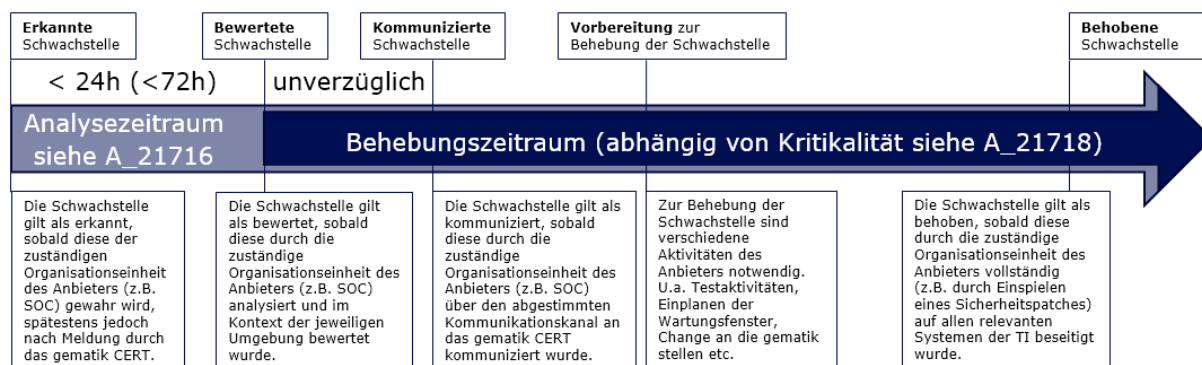 Erkannte
Schwachstelle
Bewertete
Schwachstelle
Kommunizierte
Schwachstelle
Vorbereitung zur
Behebung der Schwachstelle
Behobene
Schwachstelle
< 24h (<72h)
unverzüglich
Analysezeitraum
siehe A_21716
Behebungszeitraum (abhängig von Kritikalität siehe A_21718)
Die Schwachstelle
gilt als erkannt,
sobald diese der
zuständigen
Organisationseinheit
des Anbieters (z.B.
SOC) gewahr wird,
spätestens jedoch
nach Meldung durch
das gematik CERT.
Die Schwachstelle gilt
als bewertet, sobald
diese durch die
zuständige
Organisationseinheit des
Anbieters (z.B. SOC)
analysiert und im
Kontext der jeweiligen
Umgebung bewertet
wurde.
Die Schwachstelle gilt als
kommuniziert, sobald
diese durch die
zuständige
Organisationseinheit des
Anbieters (z.B. SOC)
über den abgestimmten
Kommunikationskanal an
das gematik CERT
kommuniziert wurde.
Zur Behebung der
Schwachstelle sind
verschiedene
Aktivitäten des
Anbieters notwendig.
U.a. Testaktivitäten,
Einplanen der
Wartungsfenster,
Change an die gematik
stellen etc.
Die Schwachstelle gilt als
behoben, sobald diese
durch die zuständige
Organisationseinheit des
Anbieters vollständig
(z.B. durch Einspielen
eines Sicherheitspatches)
auf allen relevanten
Systemen der TI beseitigt
wurde.